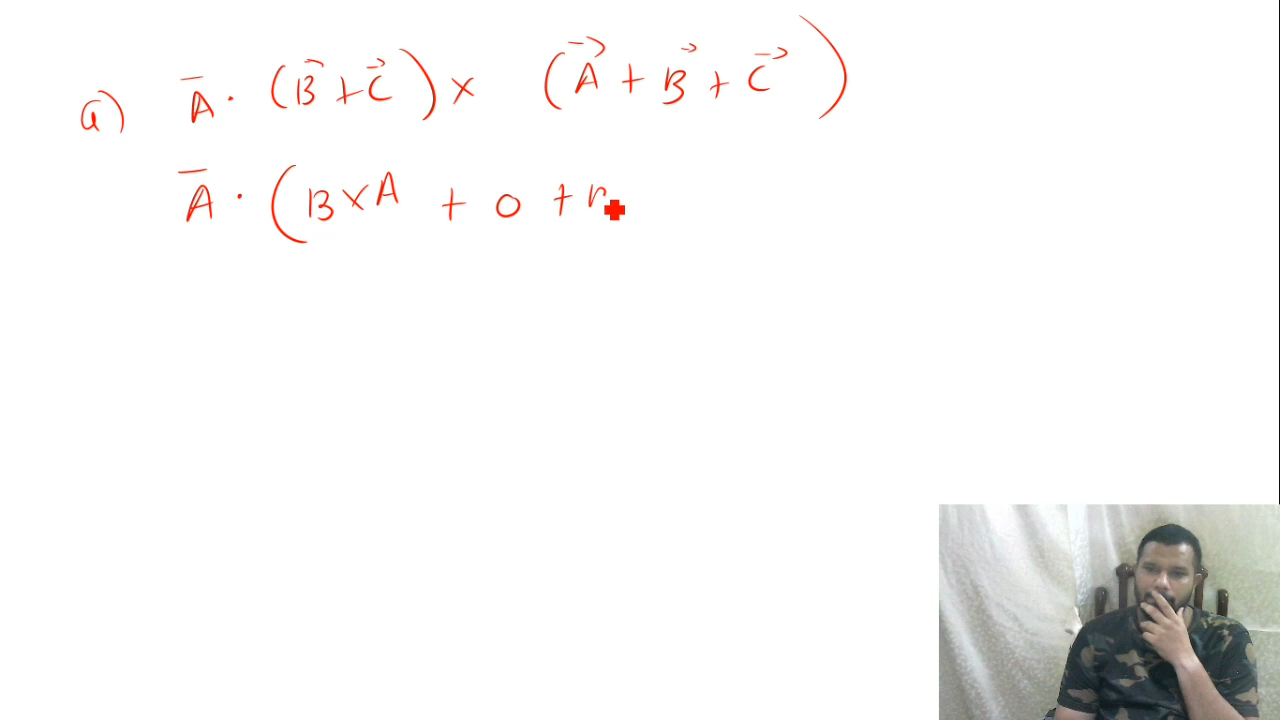 a) A̅ · (B⃗ + C⃗) × (A⃗ + B⃗ + C⃗)
A̅ · (B × A + 0 +